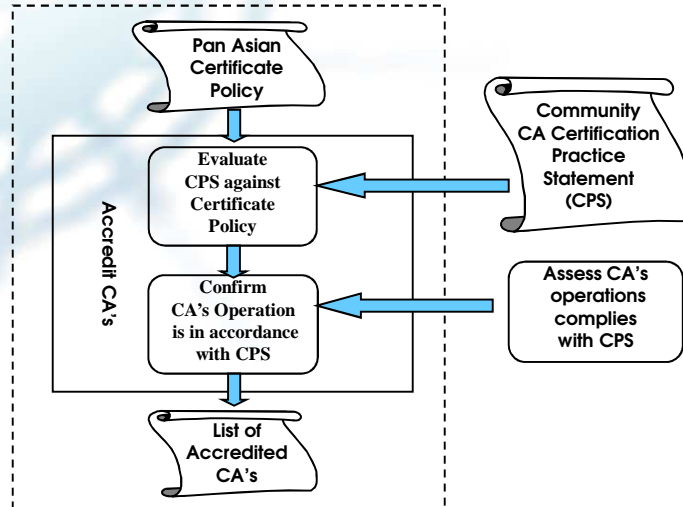 Pan Asian
Certificate
Policy
Community
CA Certification
Practice
Statement
(CPS)
Accredit CA's
Evaluate
CPS against
Certificate
Policy
Confirm
CA's Operation
is in accordance
with CPS
Assess CA's
operations
complies
with CPS
List of
Accredited
CA's